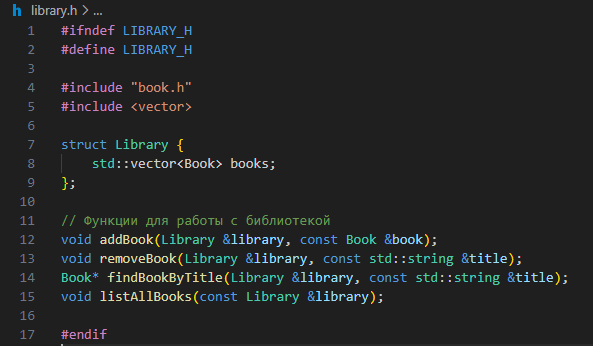 library.h > ...
1 #ifndef LIBRARY_H
2 #define LIBRARY_H
3
4 #include "book.h"
5 #include <vector>
6
7 struct Library {
8     std::vector<Book> books;
9 };
10
11 // Функции для работы с библиотекой
12 void addBook(Library &library, const Book &book);
13 void removeBook(Library &library, const std::string &title);
14 Book* findBookByTitle(Library &library, const std::string &title);
15 void listAllBooks(const Library &library);
16
17 #endif